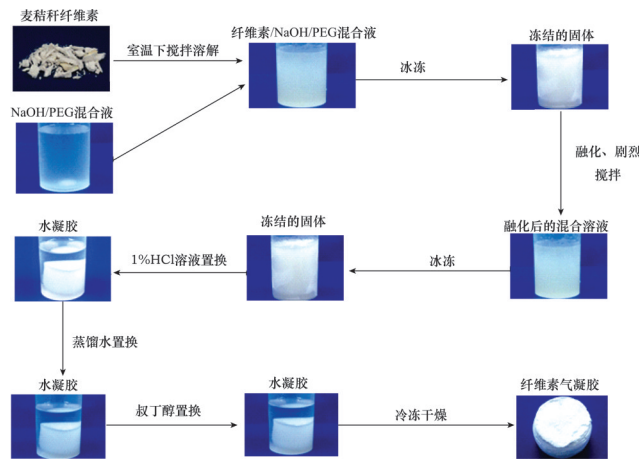 麦秸秆纤维素
室温下搅拌溶解
纤维素/NaOH/PEG混合液
冰冻
冻结的固体
NaOH/PEG混合液
融化、剧烈
搅拌
水凝胶
1%HCl溶液置换
冻结的固体
冰冻
融化后的混合溶液
蒸馏水置换
水凝胶
叔丁醇置换
水凝胶
冷冻干燥
纤维素气凝胶